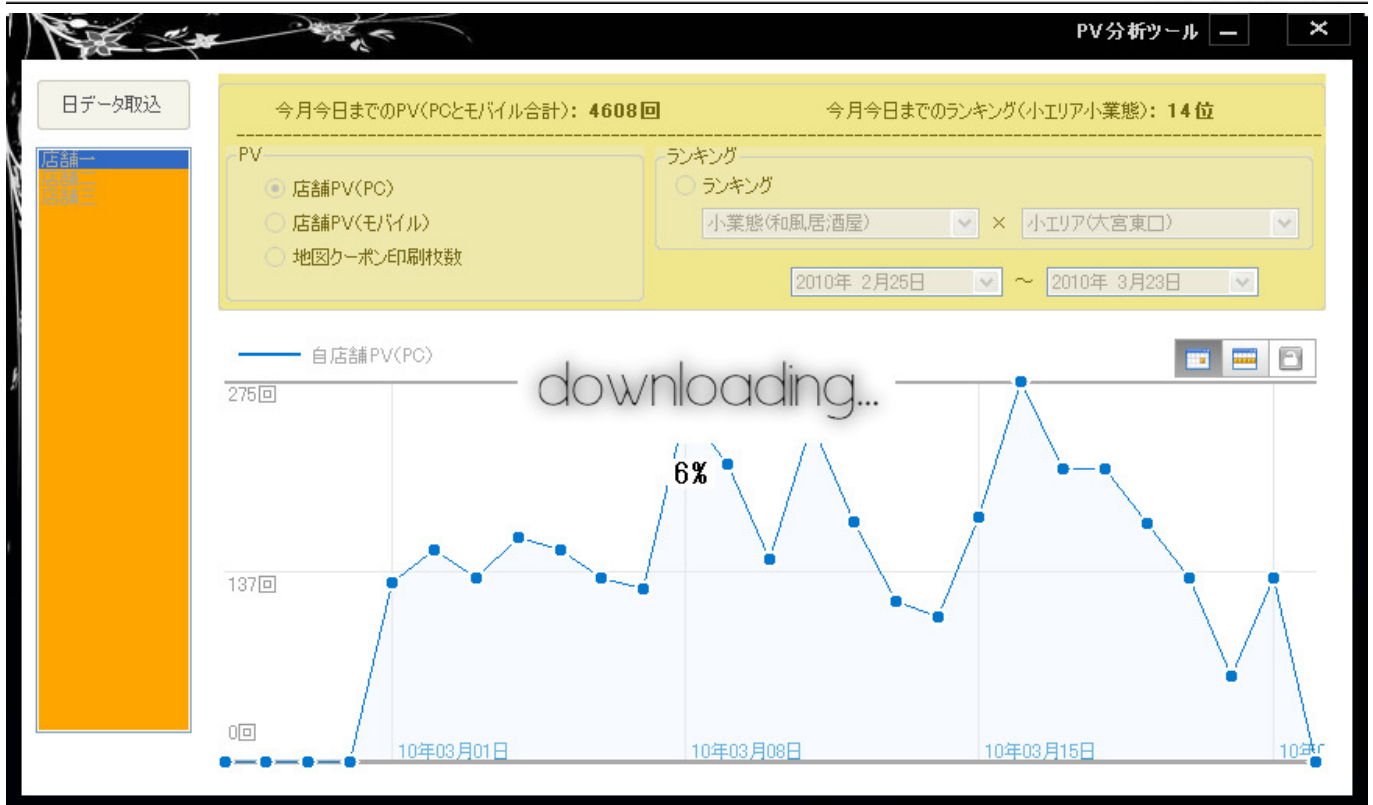 PV分析ツール
日データ取込
今月今日までのPV(PCとモバイル合計): 4608回
今月今日までのランキング(小エリア小業態): 14位
店舗一
店舗二
店舗三
PV
店舗PV(PC)
店舗PV(モバイル)
地図クーポン印刷枚数
ランキング
ランキング
小業態(和風居酒屋) × 小エリア(大宮東口)
2010年 2月25日 ~ 2010年 3月23日
自店舗PV(PC)
downloading...
275回
6%
137回
0回
10年03月01日
10年03月08日
10年03月15日